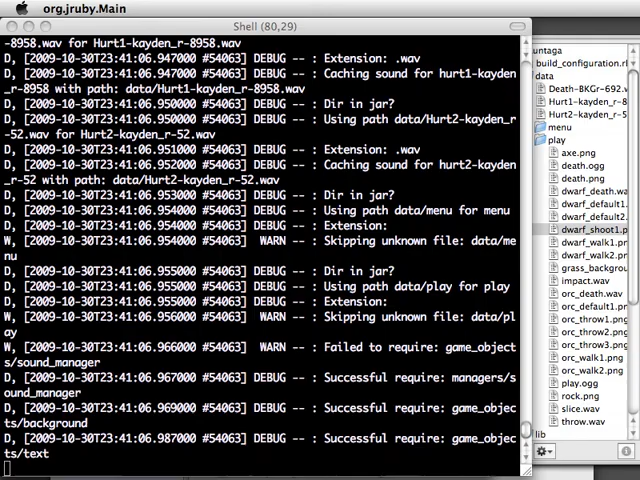 org.jruby.Main
Shell (80,29)
-8958.wav for Hurt1-kayden_r-8958.wav
D, [2009-10-30T23:41:06.947000 #54063] DEBUG -- : Extension: .wav
D, [2009-10-30T23:41:06.947000 #54063] DEBUG -- : Caching sound for hurt1-kayden
_r-8958 with path: data/Hurt1-kayden_r-8958.wav
D, [2009-10-30T23:41:06.950000 #54063] DEBUG -- : Dir in jar?
D, [2009-10-30T23:41:06.950000 #54063] DEBUG -- : Using path data/Hurt2-kayden_r
-52.wav for Hurt2-kayden_r-52.wav
D, [2009-10-30T23:41:06.951000 #54063] DEBUG -- : Extension: .wav
D, [2009-10-30T23:41:06.952000 #54063] DEBUG -- : Caching sound for hurt2-kayden
_r-52 with path: data/Hurt2-kayden_r-52.wav
D, [2009-10-30T23:41:06.953000 #54063] DEBUG -- : Dir in jar?
D, [2009-10-30T23:41:06.954000 #54063] DEBUG -- : Using path data/menu for menu
D, [2009-10-30T23:41:06.954000 #54063] DEBUG -- : Extension:
W, [2009-10-30T23:41:06.954000 #54063]  WARN -- : Skipping unknown file: data/me
nu
D, [2009-10-30T23:41:06.955000 #54063] DEBUG -- : Dir in jar?
D, [2009-10-30T23:41:06.955000 #54063] DEBUG -- : Using path data/play for play
D, [2009-10-30T23:41:06.955000 #54063] DEBUG -- : Extension:
W, [2009-10-30T23:41:06.956000 #54063]  WARN -- : Skipping unknown file: data/pl
ay
W, [2009-10-30T23:41:06.966000 #54063]  WARN -- : Failed to require: game_object
s/sound_manager
D, [2009-10-30T23:41:06.967000 #54063] DEBUG -- : Successful require: managers/s
ound_manager
D, [2009-10-30T23:41:06.969000 #54063] DEBUG -- : Successful require: game_objec
ts/background
D, [2009-10-30T23:41:06.987000 #54063] DEBUG -- : Successful require: game_objec
ts/text
untaga
build_configuration.r
data
Death-BKGr-692.w
Hurt1-kayden_r-8
Hurt2-kayden_r-5
menu
play
axe.png
death.ogg
death.png
dwarf_death.wa
dwarf_default1.
dwarf_default2.
dwarf_shoot1.p
dwarf_walk1.pn
dwarf_walk2.pn
grass_backgrou
impact.wav
orc_death.wav
orc_default1.pn
orc_throw1.png
orc_throw2.png
orc_throw3.png
orc_walk1.png
orc_walk2.png
play.ogg
rock.png
slice.wav
throw.wav
lib